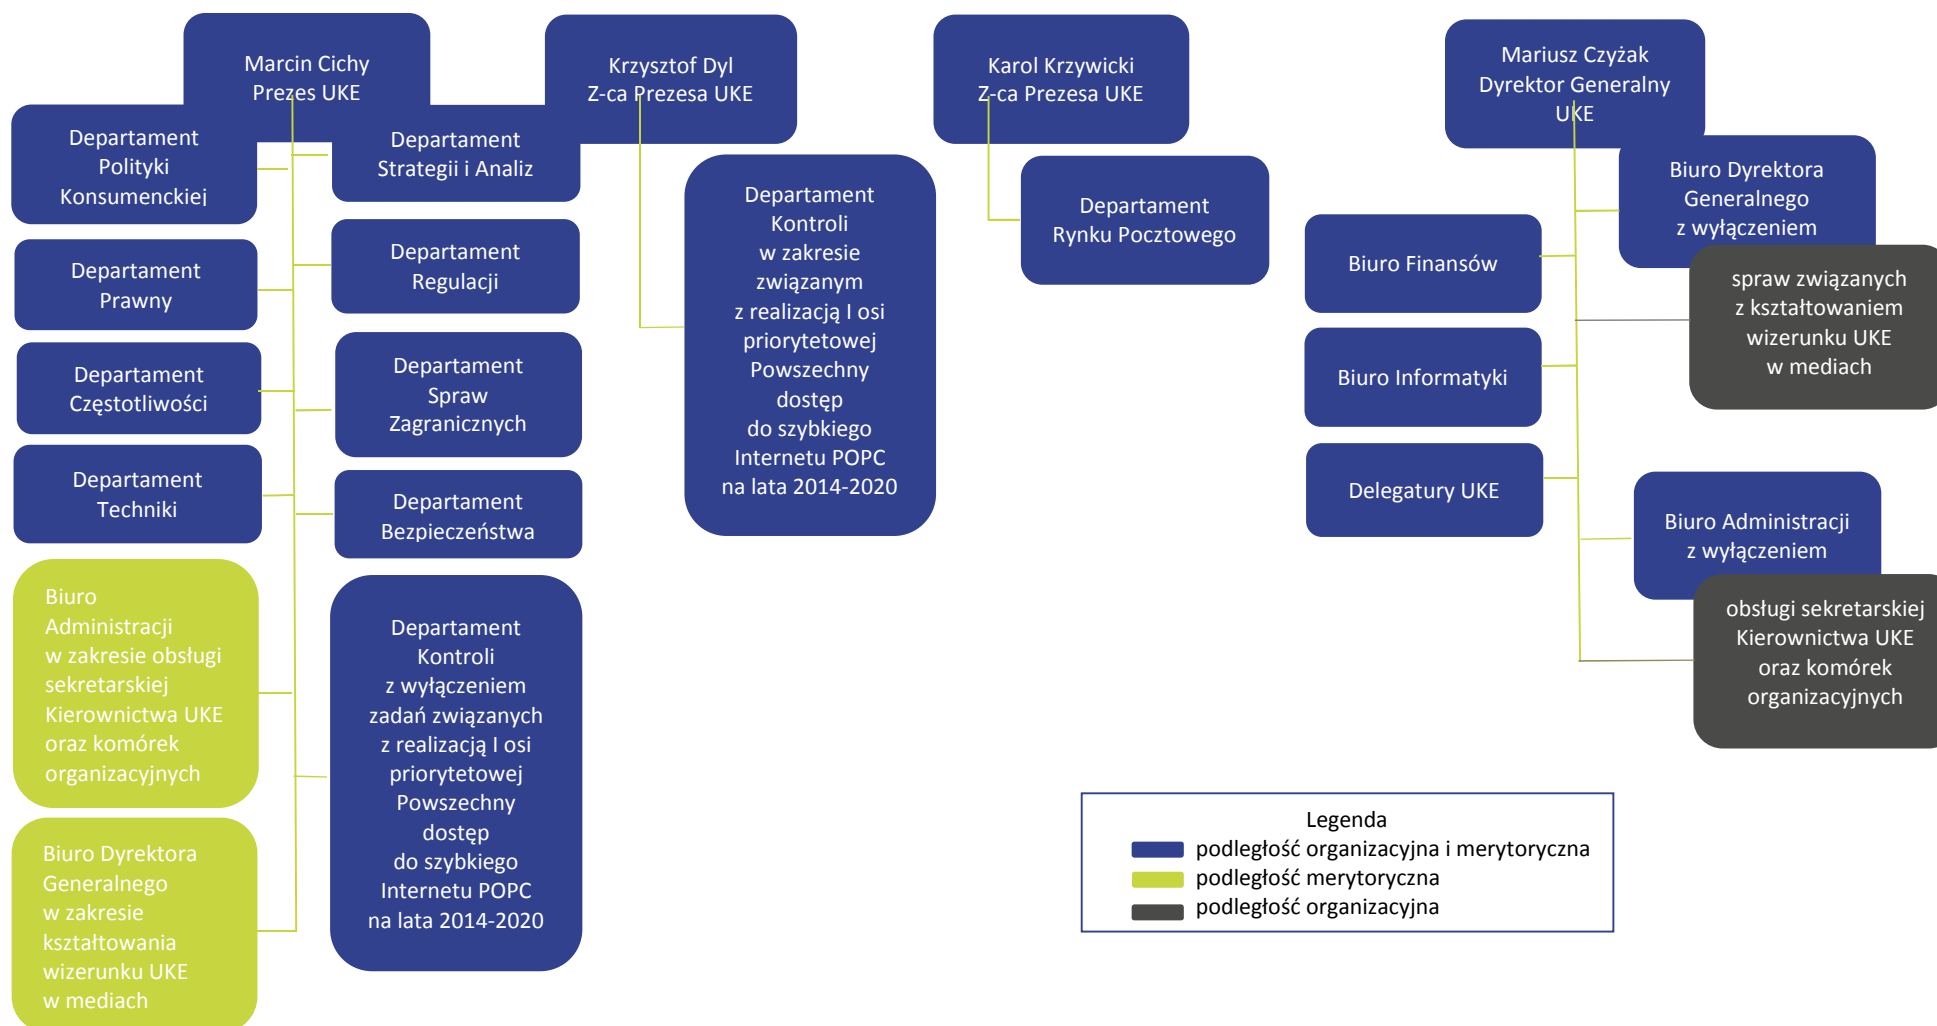 Marcin Cichy
Prezes UKE
Krzysztof Dyl
Z-ca Prezesa UKE
Karol Krzywicki
Z-ca Prezesa UKE
Mariusz Czyżak
Dyrektor Generalny
UKE
Departament
Polityki
Konsumenckiej
Departament
Strategii i Analiz
Departament
Prawny
Departament
Regulacji
Departament
Częstotliwości
Departament
Spraw
Zagranicznych
Departament
Techniki
Departament
Bezpieczeństwa
Biuro
Administracji
w zakresie obsługi
sekretarskiej
Kierownictwa UKE
oraz komórek
organizacyjnych
Departament
Kontroli
z wyłączeniem
zadań związanych
z realizacją I osi
priorytetowej
Powszechny
dostęp
do szybkiego
Internetu POPC
na lata 2014-2020
Biuro Dyrektora
Generalnego
w zakresie
kształtowania
wizerunku UKE
w mediach
Departament
Kontroli
w zakresie
związanym
z realizacją I osi
priorytetowej
Powszechny
dostęp
do szybkiego
Internetu POPC
na lata 2014-2020
Departament
Rynku Pocztowego
Biuro Dyrektora
Generalnego
z wyłączeniem
spraw związanych
z kształtowaniem
wizerunku UKE
w mediach
Biuro Finansów
Biuro Informatyki
Delegatury UKE
Biuro Administracji
z wyłączeniem
obsługi sekretarskiej
Kierownictwa UKE
oraz komórek
organizacyjnych
Legenda
podległość organizacyjna i merytoryczna
podległość merytoryczna
podległość organizacyjna